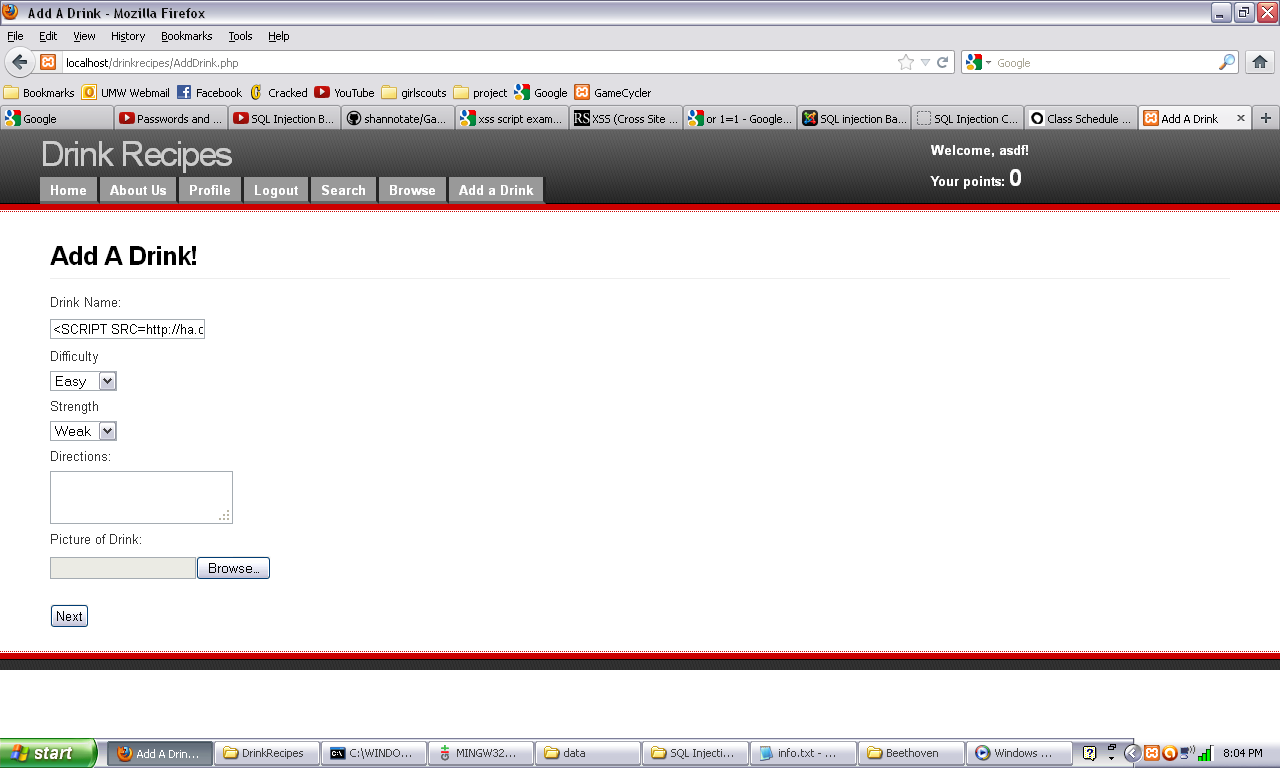 Add A Drink - Mozilla Firefox
File Edit View History Bookmarks Tools Help
localhost/drinkrecipes/AddDrink.php Google
Bookmarks UMW Webmail Facebook Cracked YouTube girlscouts project Google GameCycler
Google Passwords and ... SQL Injection B... shannotate/Ga... xss script exam... RS XSS (Cross Site ... or 1=1 - Google... SQL injection Ba... SQL Injection C... Class Schedule ... Add A Drink
Drink Recipes
Welcome, asdf!
Your points: 0
Home About Us Profile Logout Search Browse Add a Drink
Add A Drink!
Drink Name:
<SCRIPT SRC=http://ha.c
Difficulty
Easy
Strength
Weak
Directions:
Picture of Drink:
Browse...
Next
start Add A Drin... DrinkRecipes C:\WINDO... MINGW32... data SQL Injecti... info.txt - ... Beethoven Windows ... 8:04 PM